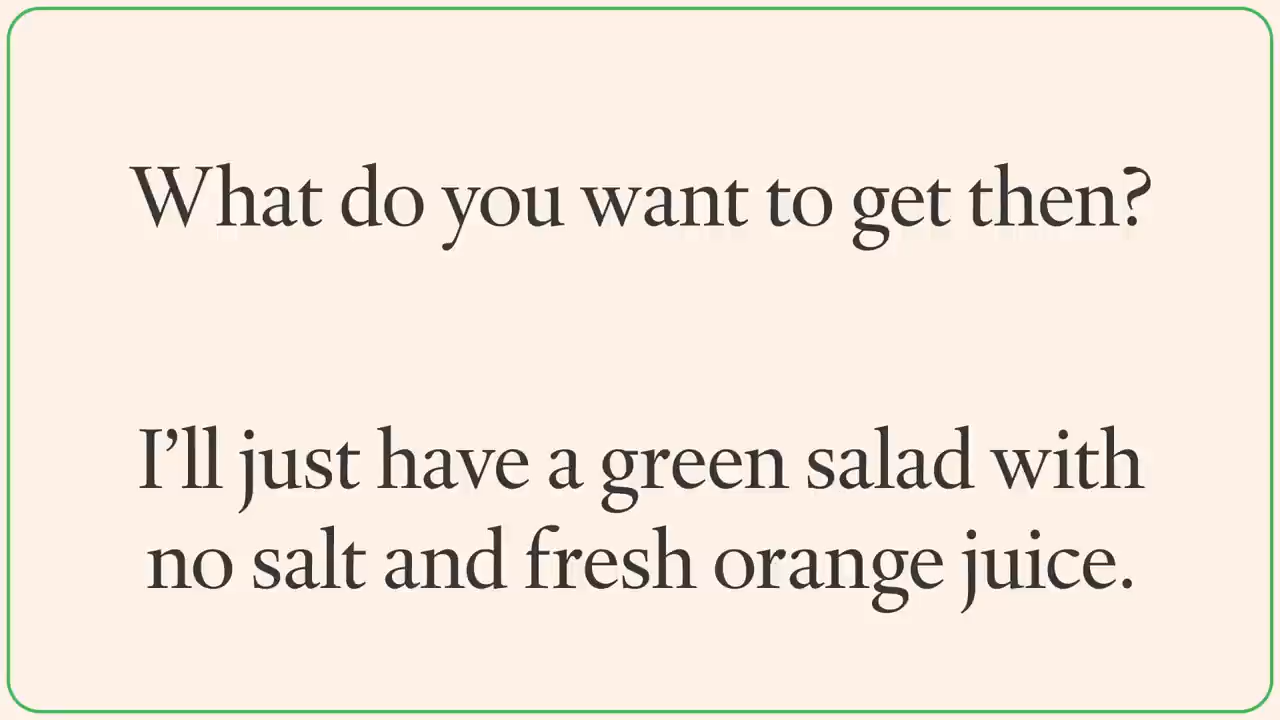 What do you want to get then?
I’ll just have a green salad with
no salt and fresh orange juice.